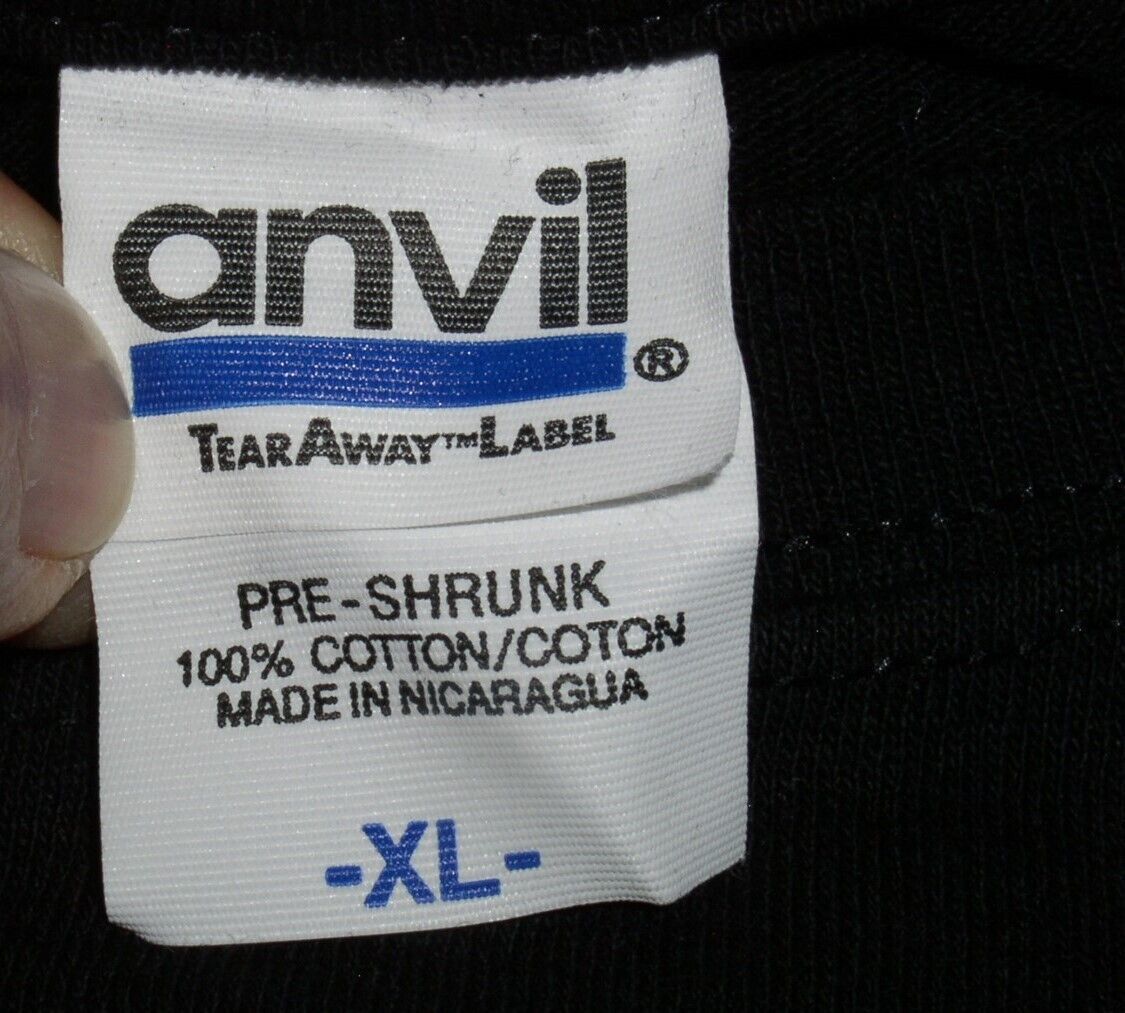 anvil®
TEARAWAY™LABEL
PRE-SHRUNK
100% COTTON/COTON
MADE IN NICARAGUA
-XL-